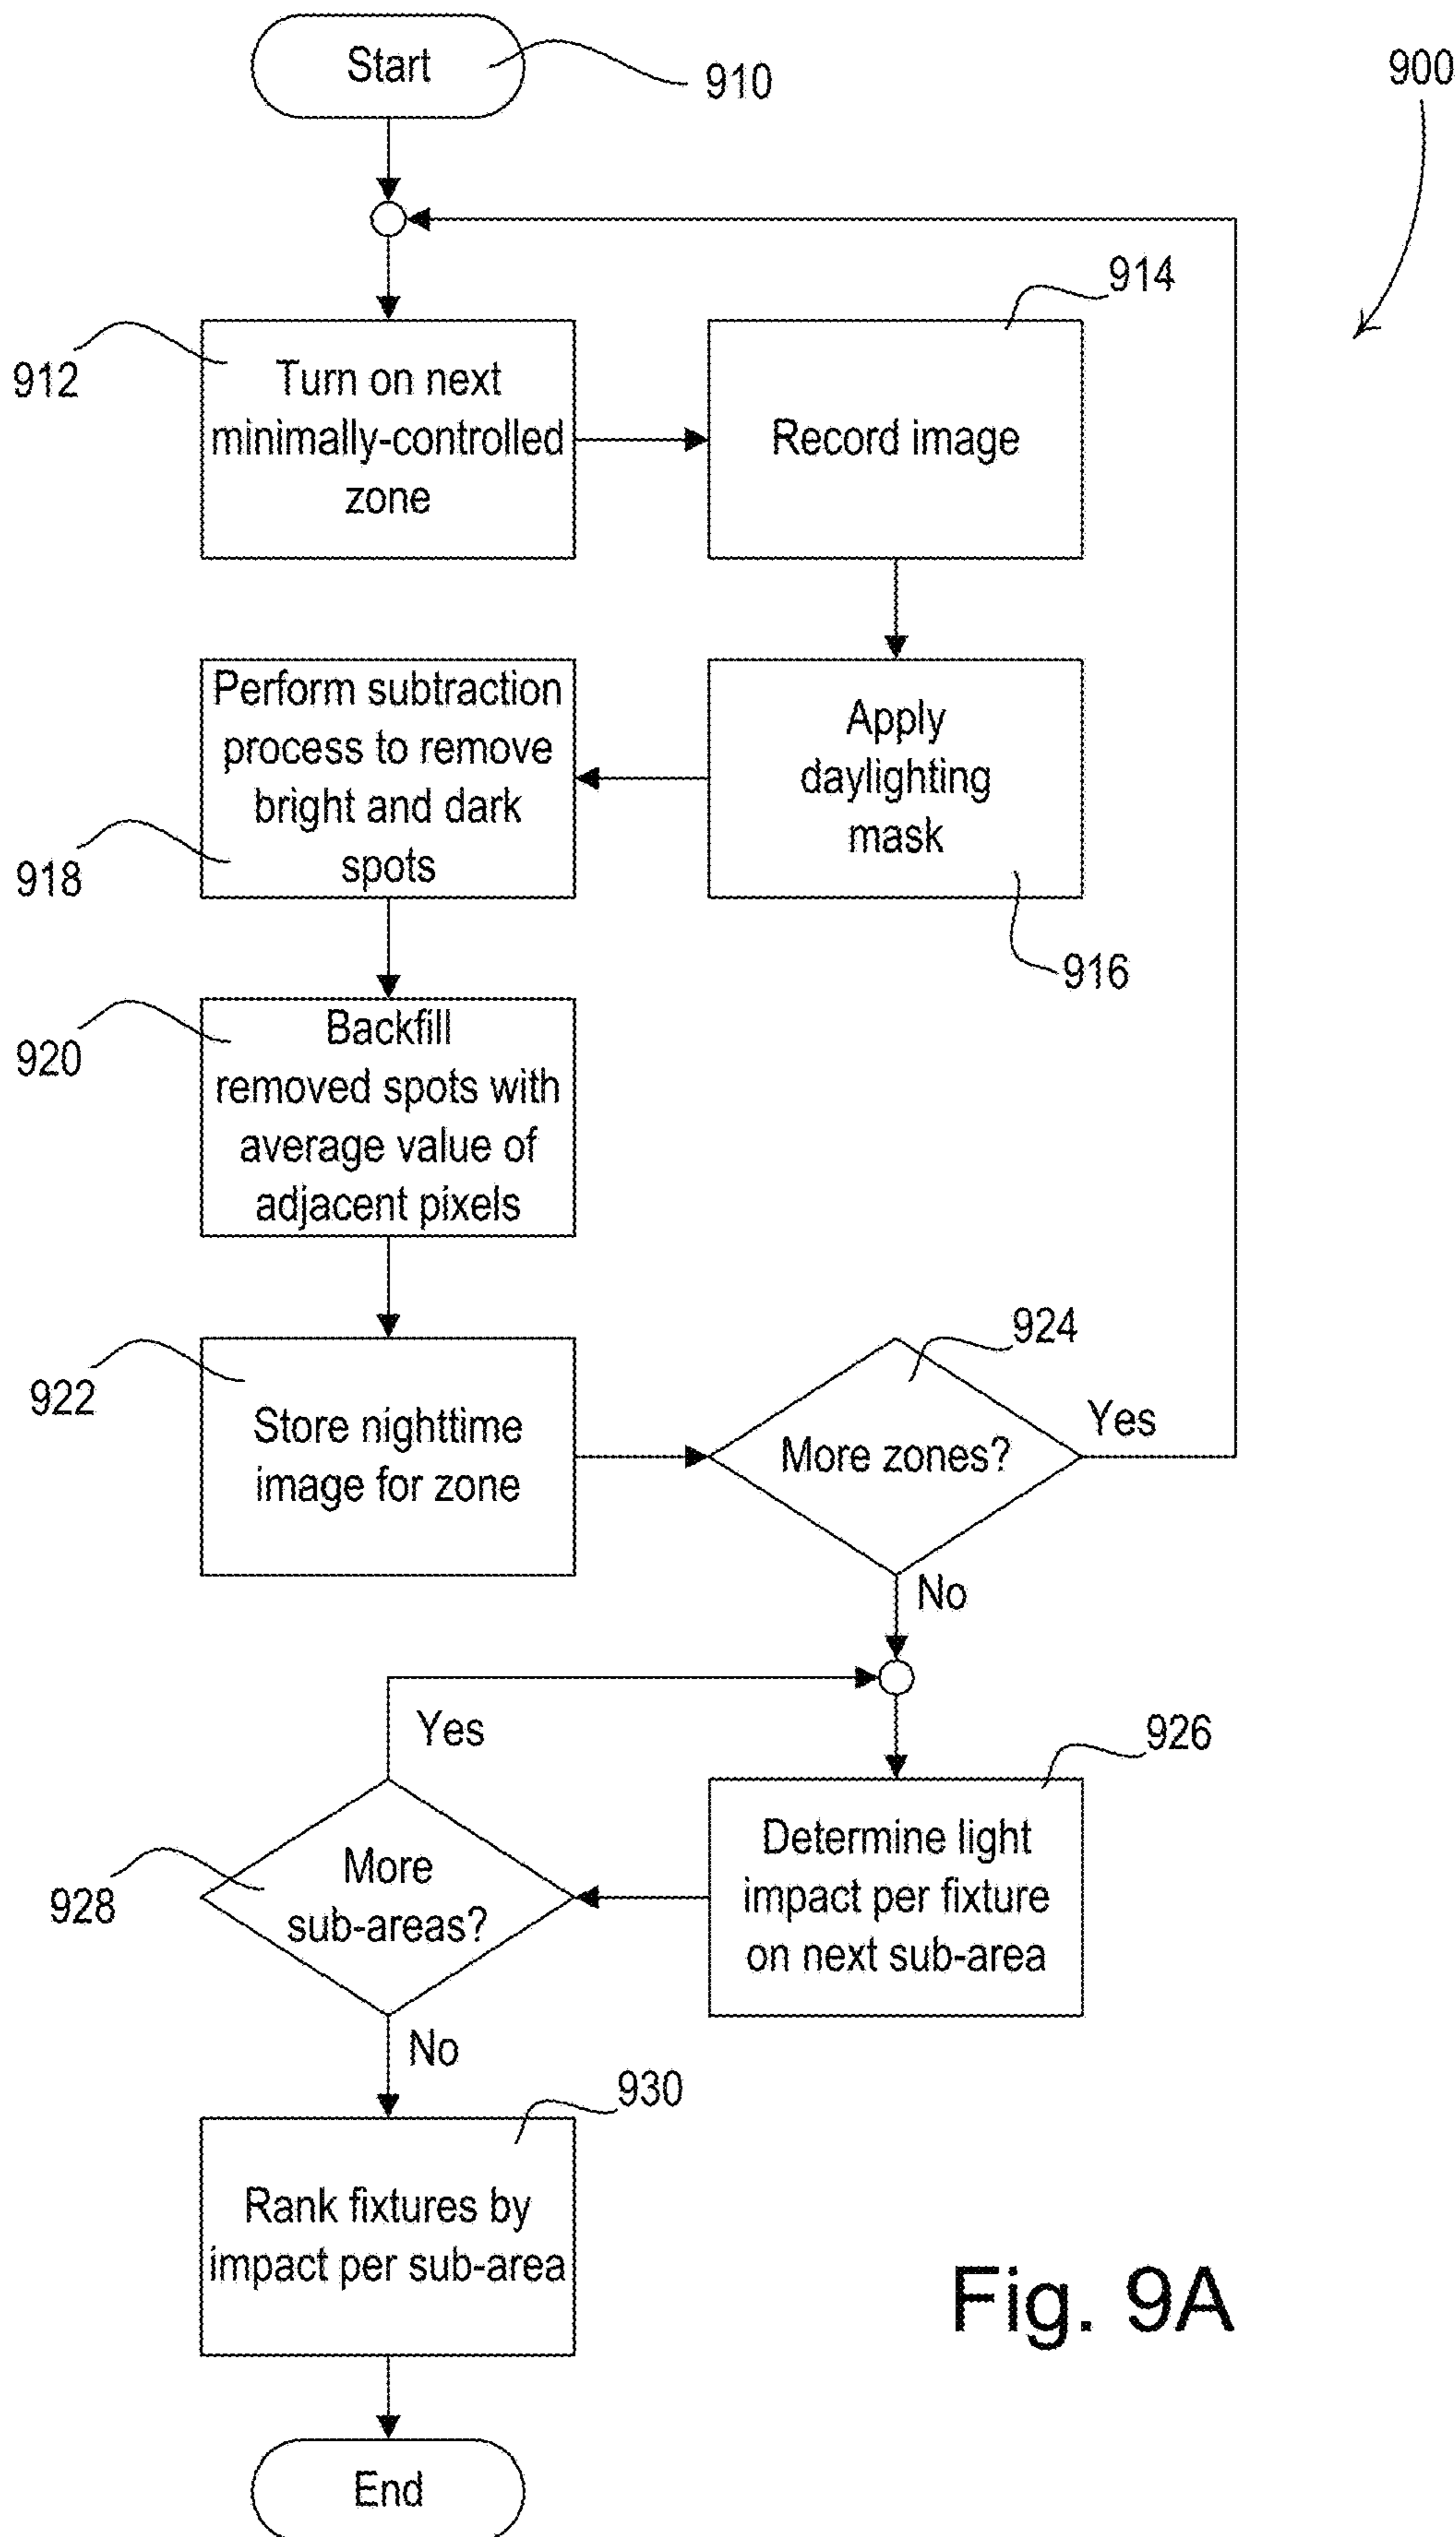 Start
910
900
914
912
Turn on next
minimally-controlled
zone
Record image
Perform subtraction
process to remove
bright and dark
spots
918
Apply
daylighting
mask
916
920
Backfill
removed spots with
average value of
adjacent pixels
922
Store nighttime
image for zone
924
More zones?
Yes
No
Yes
926
928
More
sub-areas?
Determine light
impact per fixture
on next sub-area
No
930
Rank fixtures by
impact per sub-area
Fig. 9A
End